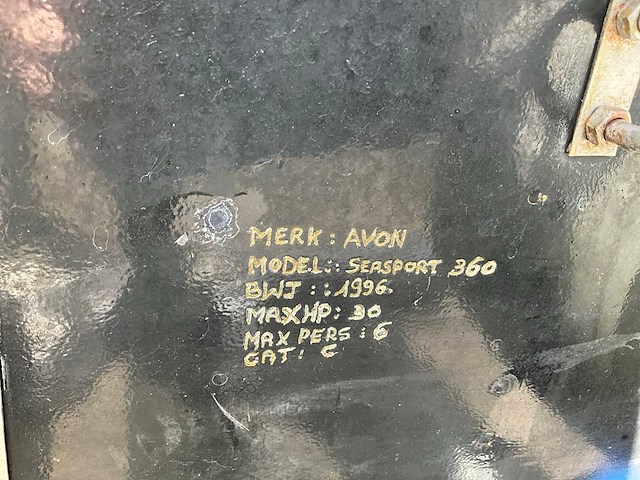 MERK: AVON
MODEL:: SEASPORT 360
BWJ :: 1996.
MAXHP: 30
MAX PERS: 6
CAT: C